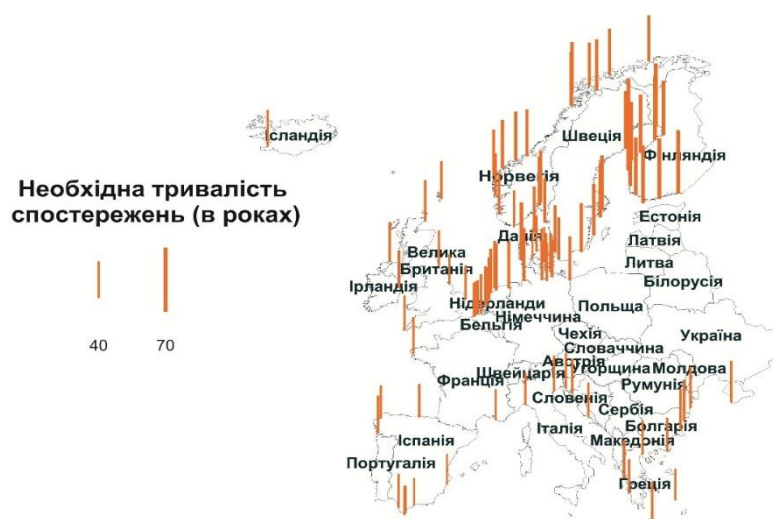 Ісландія
Швеція
Фінляндія
Норвегія
Необхідна тривалість
спостережень (в роках)
Естонія
Данія
Латвія
Велика
Британія
Литва
Білорусія
Ірландія
Нідерланди
Польща
Німеччина
Бельгія
Україна
Чехія
Словаччина
40
70
Австрія
Угорщина
Молдова
Швейцарія
Франція
Румунія
Словенія
Сербія
Болгарія
Італія
Іспанія
Македонія
Португалія
Греція